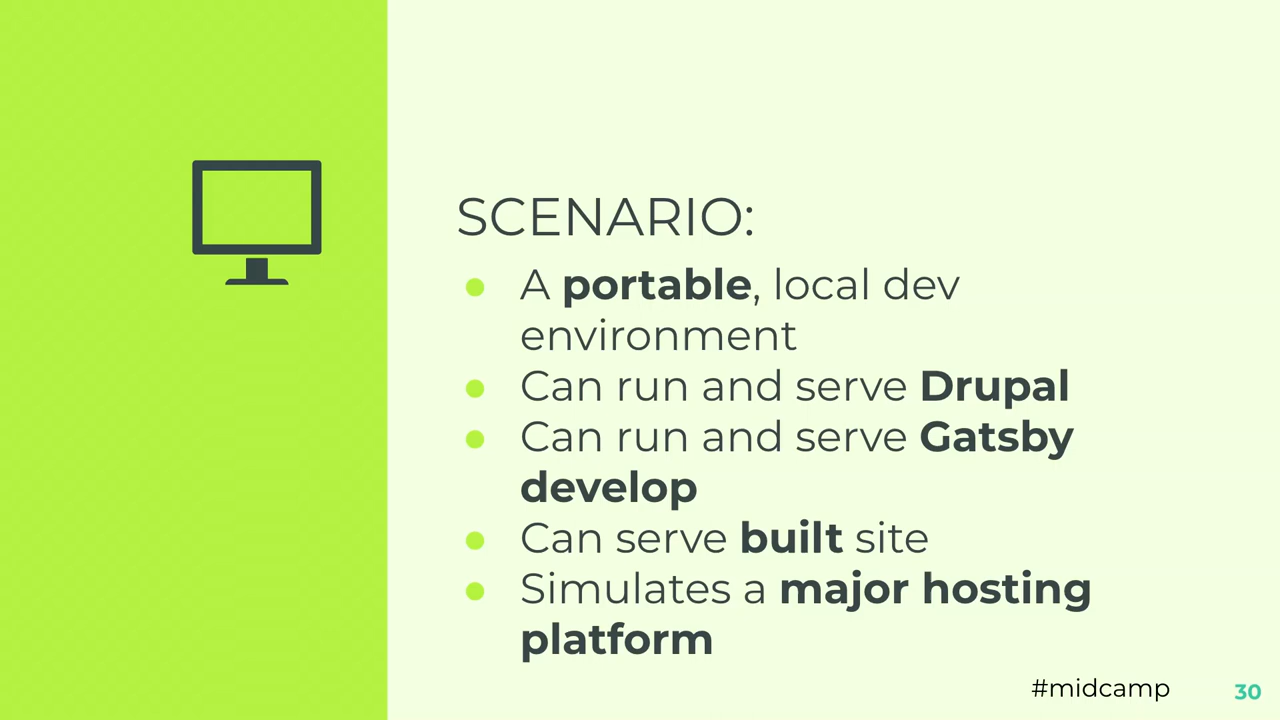 SCENARIO:
● A portable, local dev
environment
● Can run and serve Drupal
● Can run and serve Gatsby
develop
● Can serve built site
● Simulates a major hosting
platform
#midcamp
30